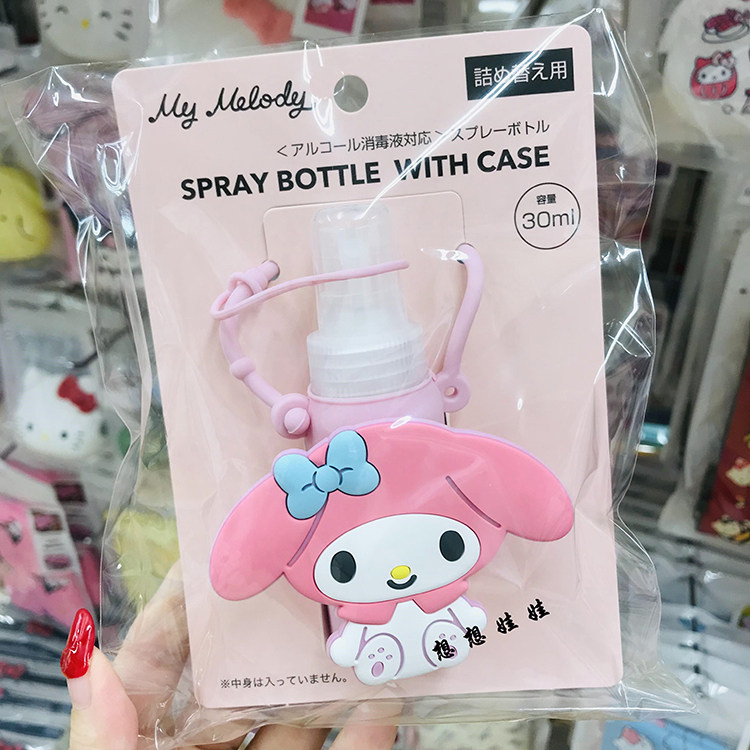 My Melody
詰め替え用
<アルコール消毒液対応>スプレーボトル
SPRAY BOTTLE WITH CASE
容量
30ml
想想娃娃
※中身は入っていません。